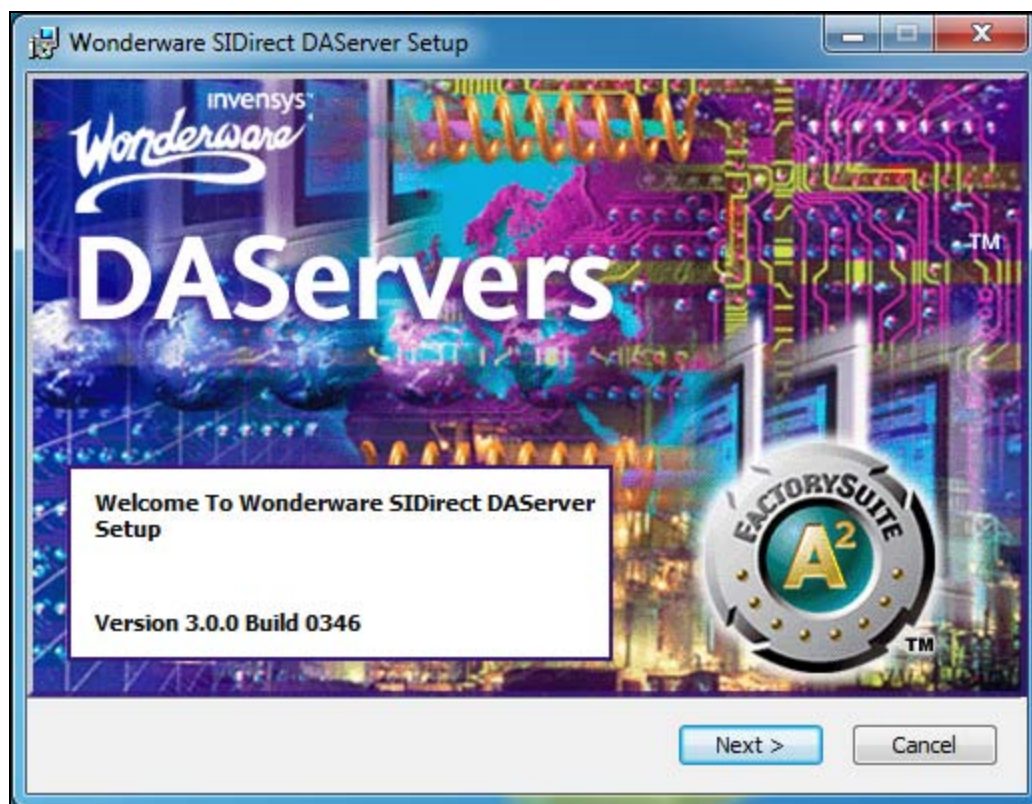 Wonderware SIDirect DAServer Setup
invensys
Wonderware
DAServers
TM
Welcome To Wonderware SIDirect DAServer
Setup
Version 3.0.0 Build 0346
FACTORYSUITE
A²
TM
Next >
Cancel